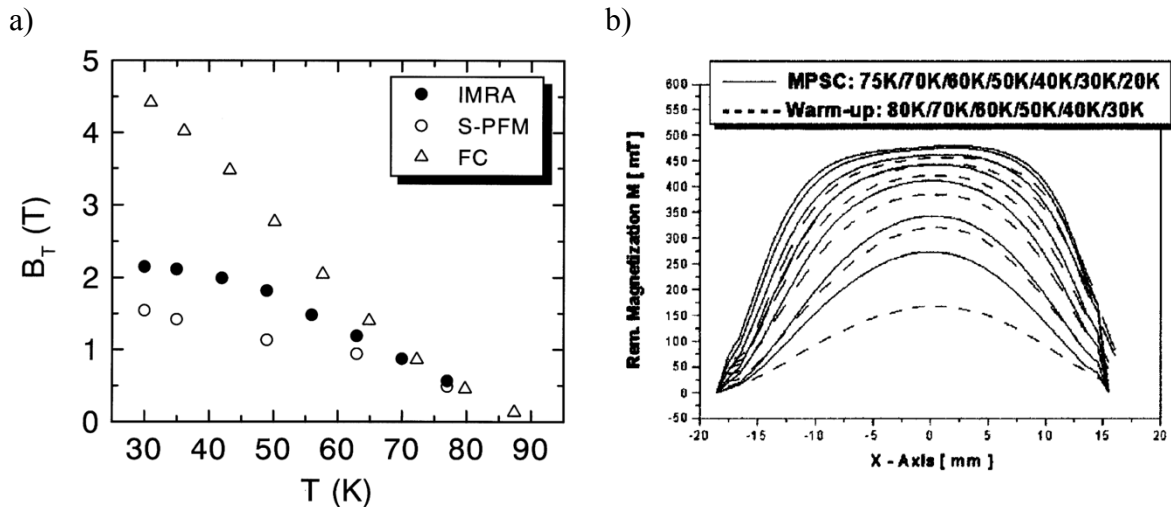 a)
5
4
3
2
1
0
B_T (T)
IMRA
S-PFM
FC
30 40 50 60 70 80 90
T (K)
b)
600
550
500
450
400
350
300
250
200
150
100
50
0
-50
Rem. Magnetization M [ mT ]
MPSC: 75K/70K/60K/50K/40K/30K/20K
Warm-up: 80K/70K/60K/50K/40K/30K
-20 -15 -10 -5 0 5 10 15 20
X - Axis [ mm ]